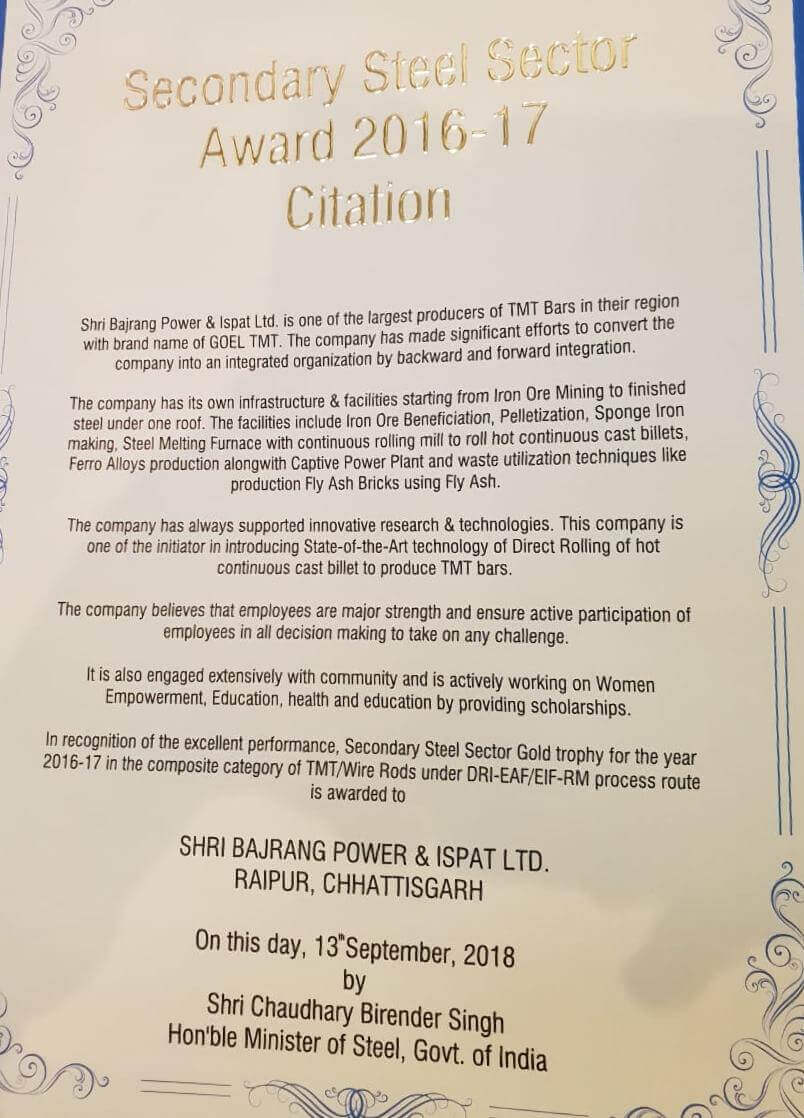 Secondary Steel Sector
Award 2016-17
Citation
Shri Bajrang Power & Ispat Ltd. is one of the largest producers of TMT Bars in their region
with brand name of GOEL TMT. The company has made significant efforts to convert the
company into an integrated organization by backward and forward integration.
The company has its own infrastructure & facilities starting from Iron Ore Mining to finished
steel under one roof. The facilities include Iron Ore Beneficiation, Pelletization, Sponge Iron
making, Steel Melting Furnace with continuous rolling mill to roll hot continuous cast billets,
Ferro Alloys production alongwith Captive Power Plant and waste utilization techniques like
production Fly Ash Bricks using Fly Ash.
The company has always supported innovative research & technologies. This company is
one of the initiator in introducing State-of-the-Art technology of Direct Rolling of hot
continuous cast billet to produce TMT bars.
The company believes that employees are major strength and ensure active participation of
employees in all decision making to take on any challenge.
It is also engaged extensively with community and is actively working on Women
Empowerment, Education, health and education by providing scholarships.
In recognition of the excellent performance, Secondary Steel Sector Gold trophy for the year
2016-17 in the composite category of TMT/Wire Rods under DRI-EAF/EIF-RM process route
is awarded to
SHRI BAJRANG POWER & ISPAT LTD.
RAIPUR, CHHATTISGARH
On this day, 13th September, 2018
by
Shri Chaudhary Birender Singh
Hon'ble Minister of Steel, Govt. of India